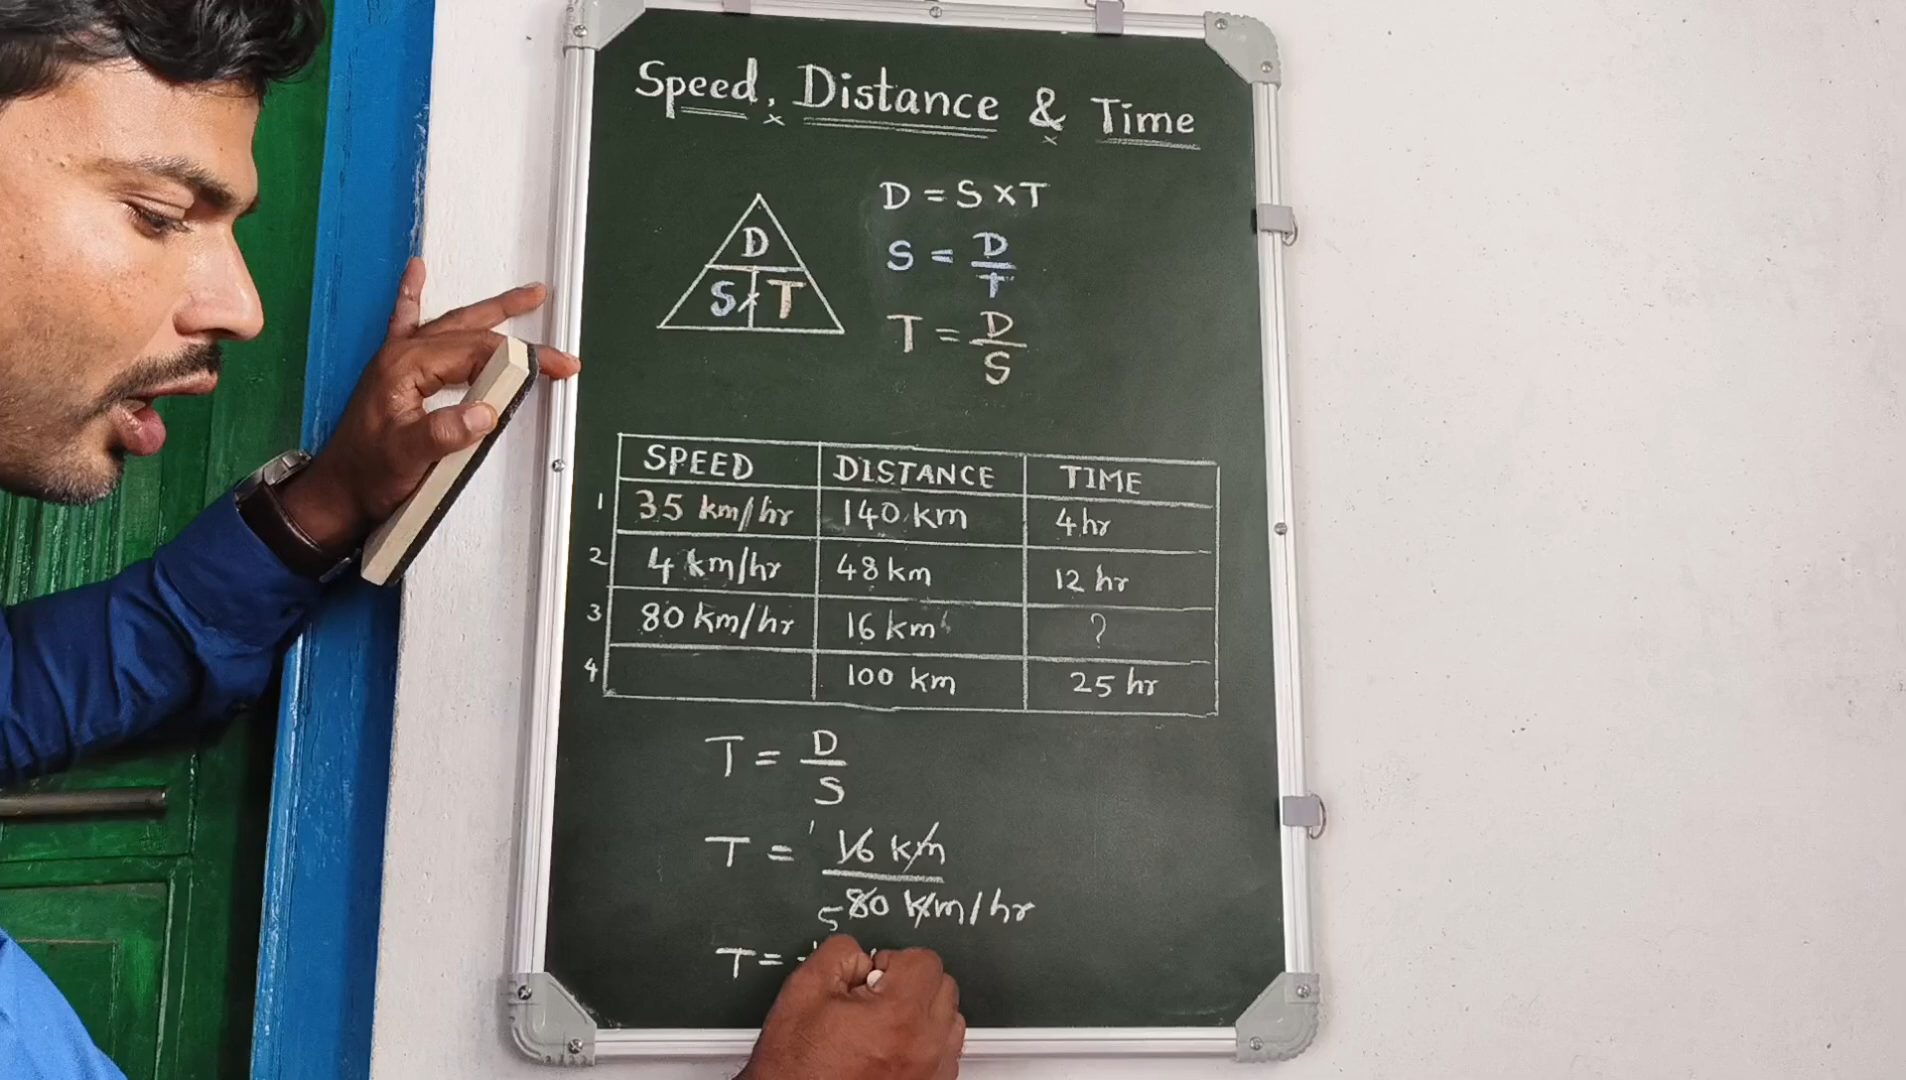 Speed, Distance & Time
D
S × T
D = S × T
S = D/T
T = D/S
SPEED DISTANCE TIME
1 35 km/hr 140 km 4 hr
2 4 km/hr 48 km 12 hr
3 80 km/hr 16 km ?
4 100 km 25 hr
T = D/S
T = 1 16 km
5 80 km/hr
T =